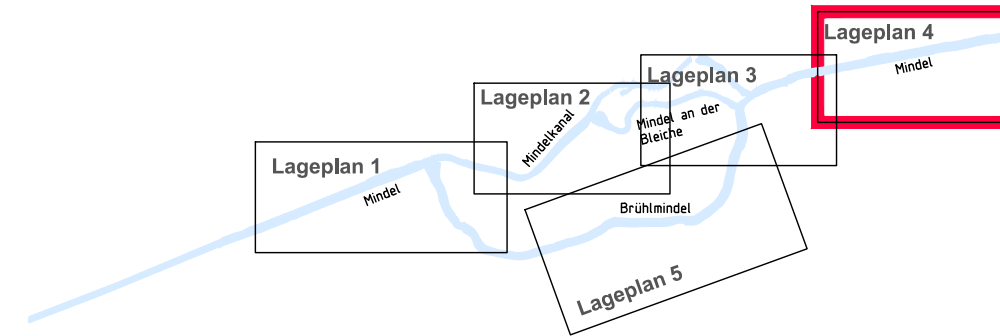 Lageplan 4
Mindel
Lageplan 3
Lageplan 2
Mindel an der
Bleiche
Mindelkanal
Lageplan 1
Mindel
Brühlmindel
Lageplan 5